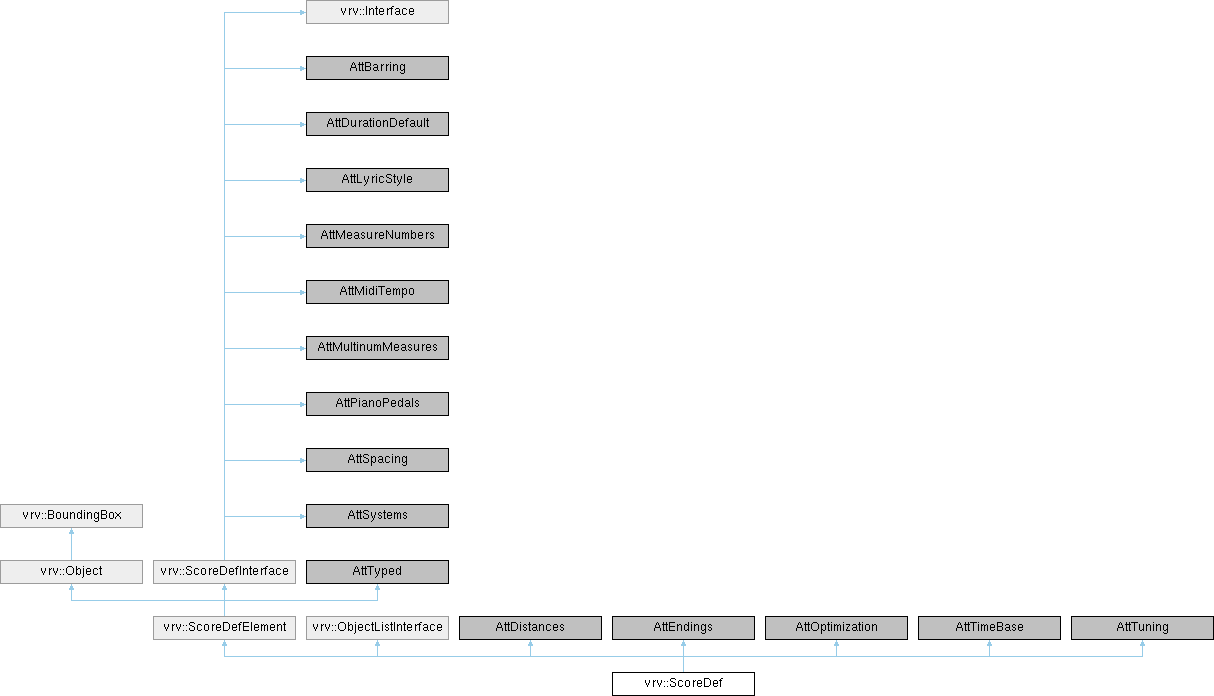 vrv::Interface
AttBarring
AttDurationDefault
AttLyricStyle
AttMeasureNumbers
AttMidiTempo
AttMultinumMeasures
AttPianoPedals
AttSpacing
vrv::BoundingBox
AttSystems
vrv::Object
vrv::ScoreDefInterface
AttTyped
vrv::ScoreDefElement
vrv::ObjectListInterface
AttDistances
AttEndings
AttOptimization
AttTimeBase
AttTuning
vrv::ScoreDef